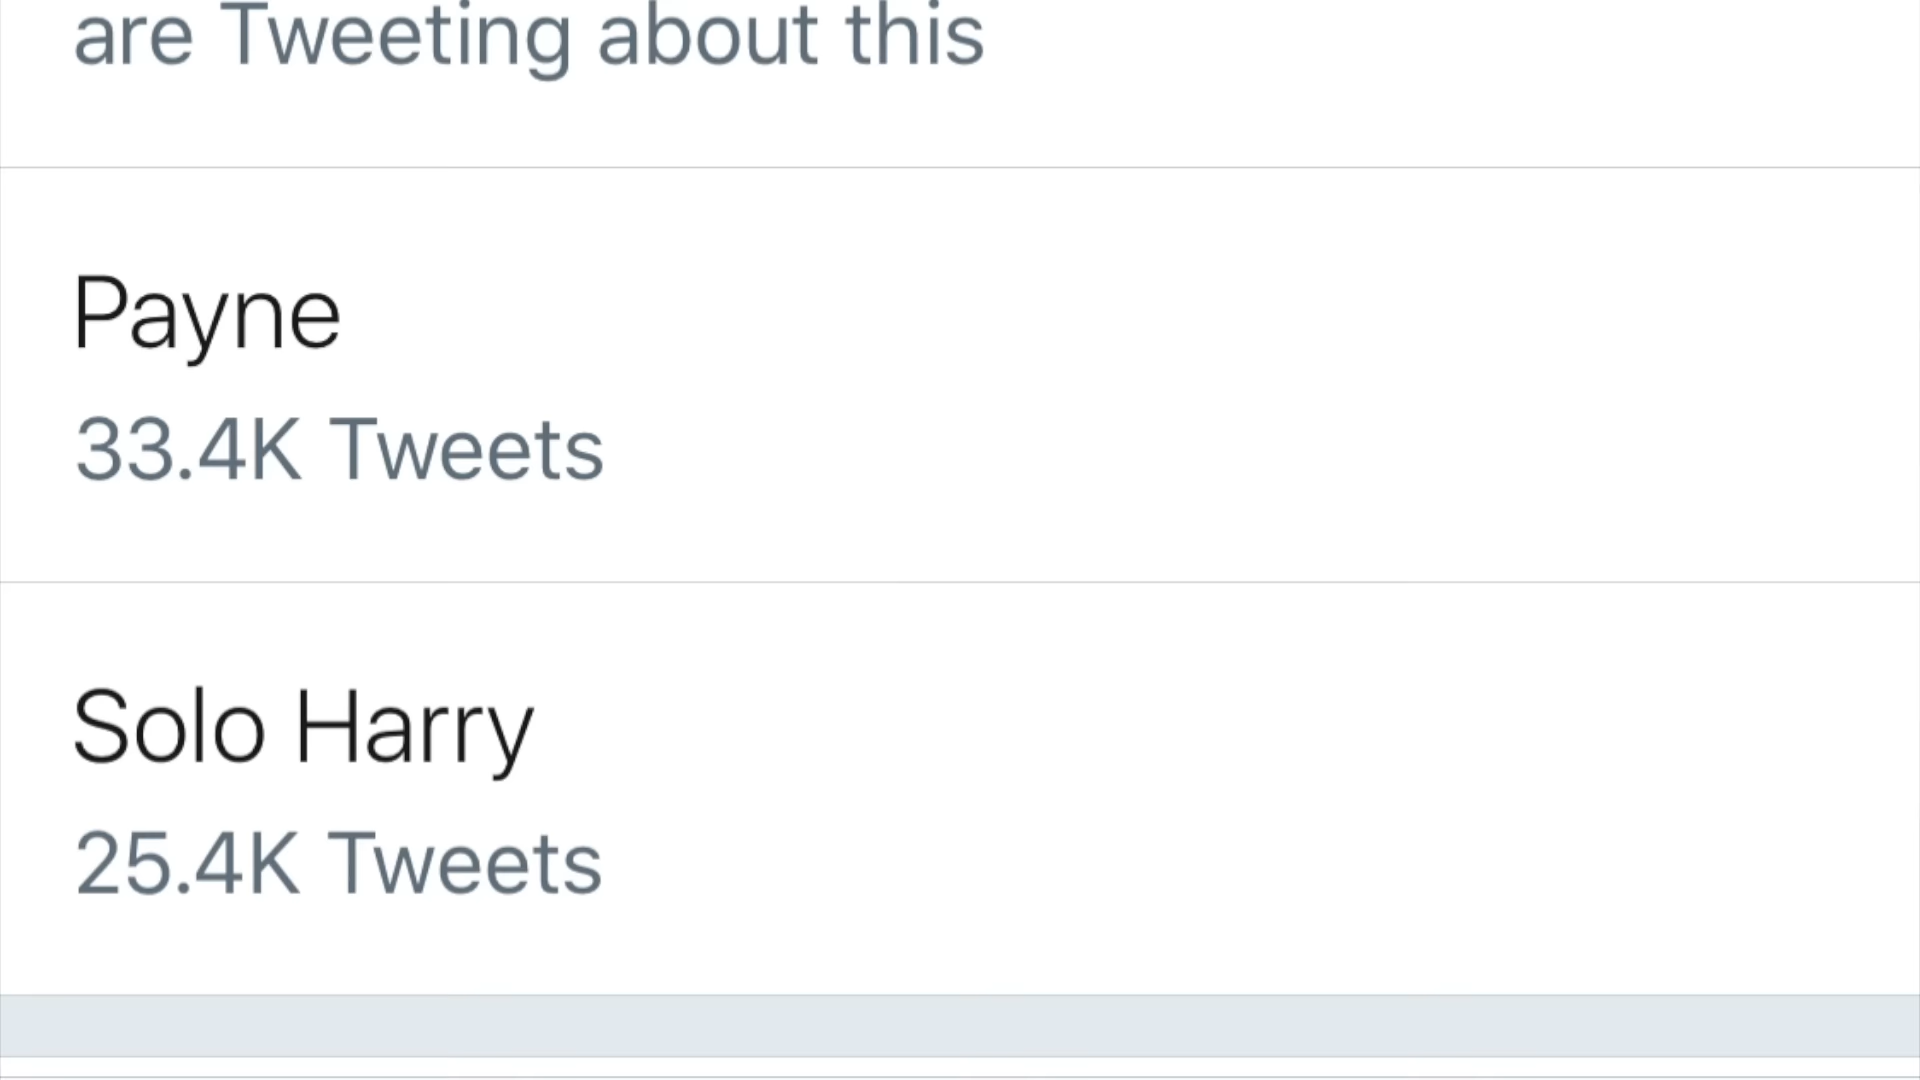 are Tweeting about this
Payne
33.4K Tweets
Solo Harry
25.4K Tweets